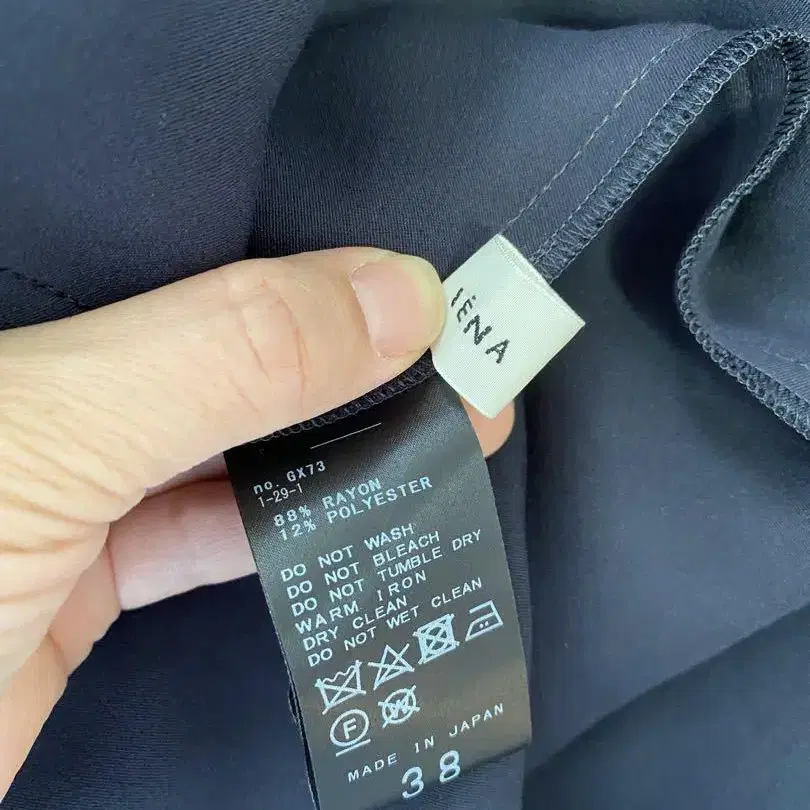 IÉNA
no. GX73
1-29-1
88% RAYON
12% POLYESTER
DO NOT WASH
DO NOT BLEACH
DO NOT TUMBLE DRY
WARM IRON
DRY CLEAN
DO NOT WET CLEAN
F W
MADE IN JAPAN
38